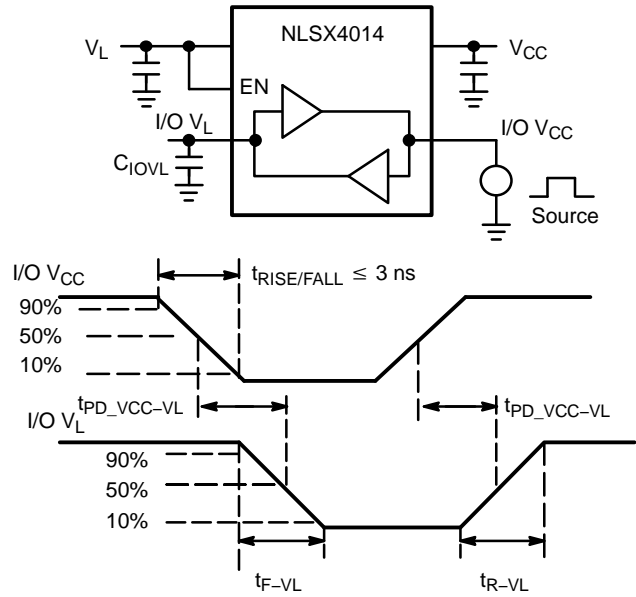 NLSX4014
V_L
V_CC
EN
I/O V_L
I/O V_CC
C_IOVL
Source
I/O V_CC
t_RISE/FALL ≤ 3 ns
90%
50%
10%
t_PD_VCC–VL
t_PD_VCC–VL
I/O V_L
90%
50%
10%
t_F–VL
t_R–VL